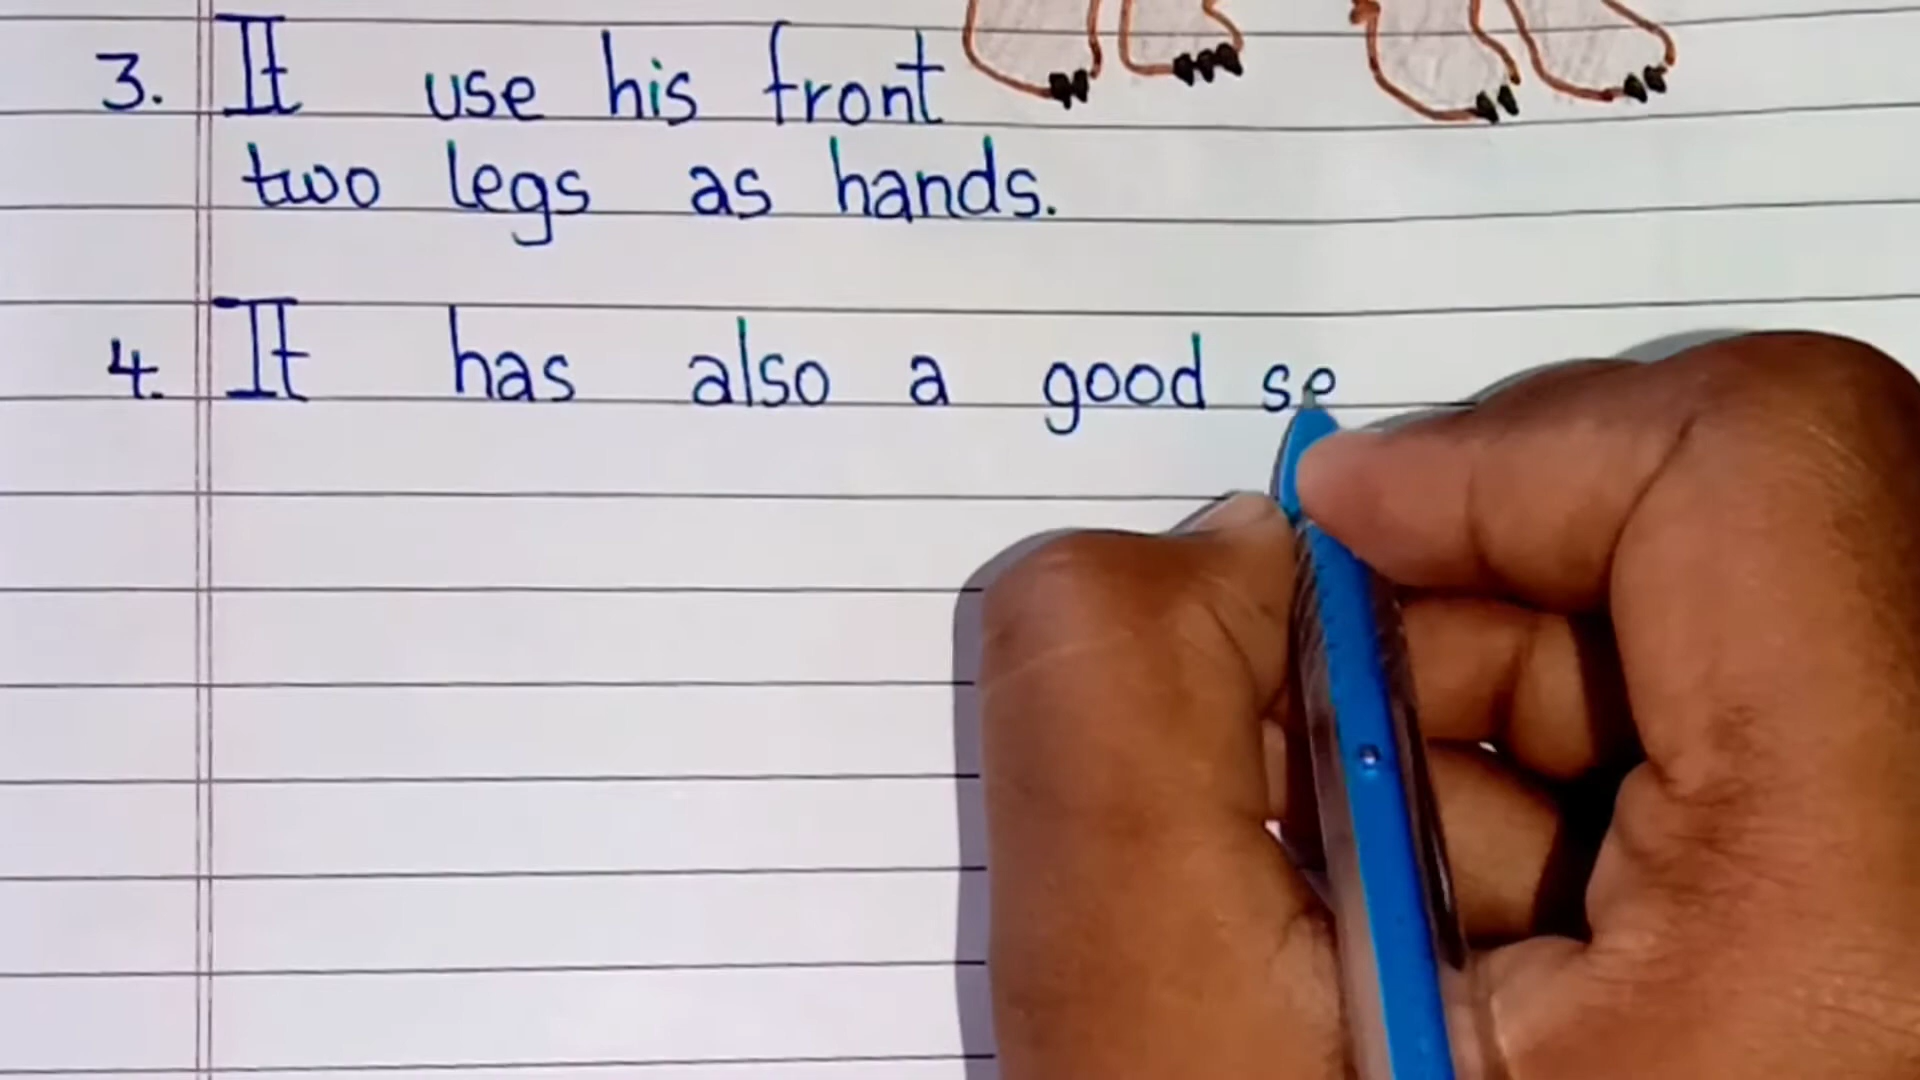 3. It use his front
two legs as hands.
4. It has also a good se